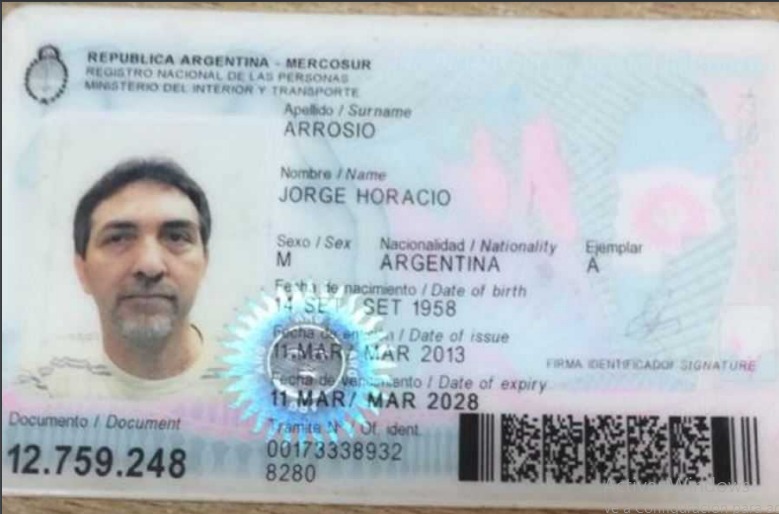 REPUBLICA ARGENTINA - MERCOSUR
REGISTRO NACIONAL DE LAS PERSONAS
MINISTERIO DEL INTERIOR Y TRANSPORTE
Apellido / Surname
ARROSIO
Nombre / Name
JORGE HORACIO
Sexo / Sex Nacionalidad / Nationality Ejemplar
M ARGENTINA A
Fecha de nacimiento / Date of birth
14 SET SET 1958
Fecha de / Date of issue
11 MAR/ MAR 2013
FIRMA IDENTIFICADO/ SIGNATURE
Fecha de vencimiento / Date of expiry
11 MAR/ MAR 2028
Documento / Document
12.759.248
Tramite Of. ident.
00173338932
8280
Windows